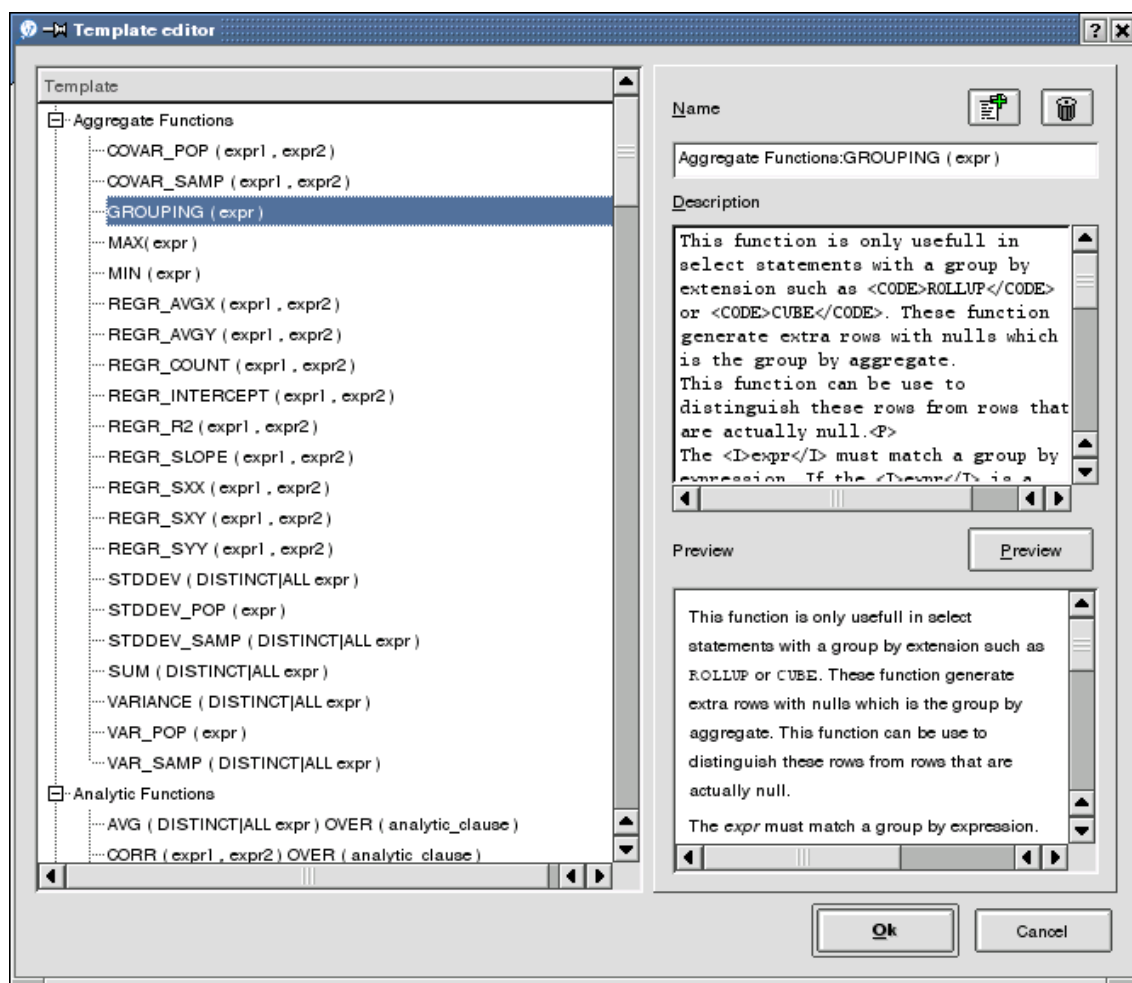 Template editor
Template
Aggregate Functions
COVAR_POP ( expr1 , expr2 )
COVAR_SAMP ( expr1 , expr2 )
GROUPING ( expr )
MAX( expr )
MIN ( expr )
REGR_AVGX ( expr1 , expr2 )
REGR_AVGY ( expr1 , expr2 )
REGR_COUNT ( expr1 , expr2 )
REGR_INTERCEPT ( expr1 , expr2 )
REGR_R2 ( expr1 , expr2 )
REGR_SLOPE ( expr1 , expr2 )
REGR_SXX ( expr1 , expr2 )
REGR_SXY ( expr1 , expr2 )
REGR_SYY ( expr1 , expr2 )
STDDEV ( DISTINCT|ALL expr )
STDDEV_POP ( expr )
STDDEV_SAMP ( DISTINCT|ALL expr )
SUM ( DISTINCT|ALL expr )
VARIANCE ( DISTINCT|ALL expr )
VAR_POP ( expr )
VAR_SAMP ( DISTINCT|ALL expr )
Analytic Functions
AVG ( DISTINCT|ALL expr ) OVER ( analytic_clause )
CORR ( expr1 , expr2 ) OVER ( analytic_clause )
Name
Aggregate Functions:GROUPING ( expr )
Description
This function is only usefull in
select statements with a group by
extension such as <CODE>ROLLUP</CODE>
or <CODE>CUBE</CODE>. These function
generate extra rows with nulls which
is the group by aggregate.
This function can be use to
distinguish these rows from rows that
are actually null.<P>
The <I>expr</I> must match a group by
expression. If the <I>expr</I> is a
Preview
Preview
This function is only usefull in select
statements with a group by extension such as
ROLLUP or CUBE. These function generate
extra rows with nulls which is the group by
aggregate. This function can be use to
distinguish these rows from rows that are
actually null.
The expr must match a group by expression.
Ok
Cancel